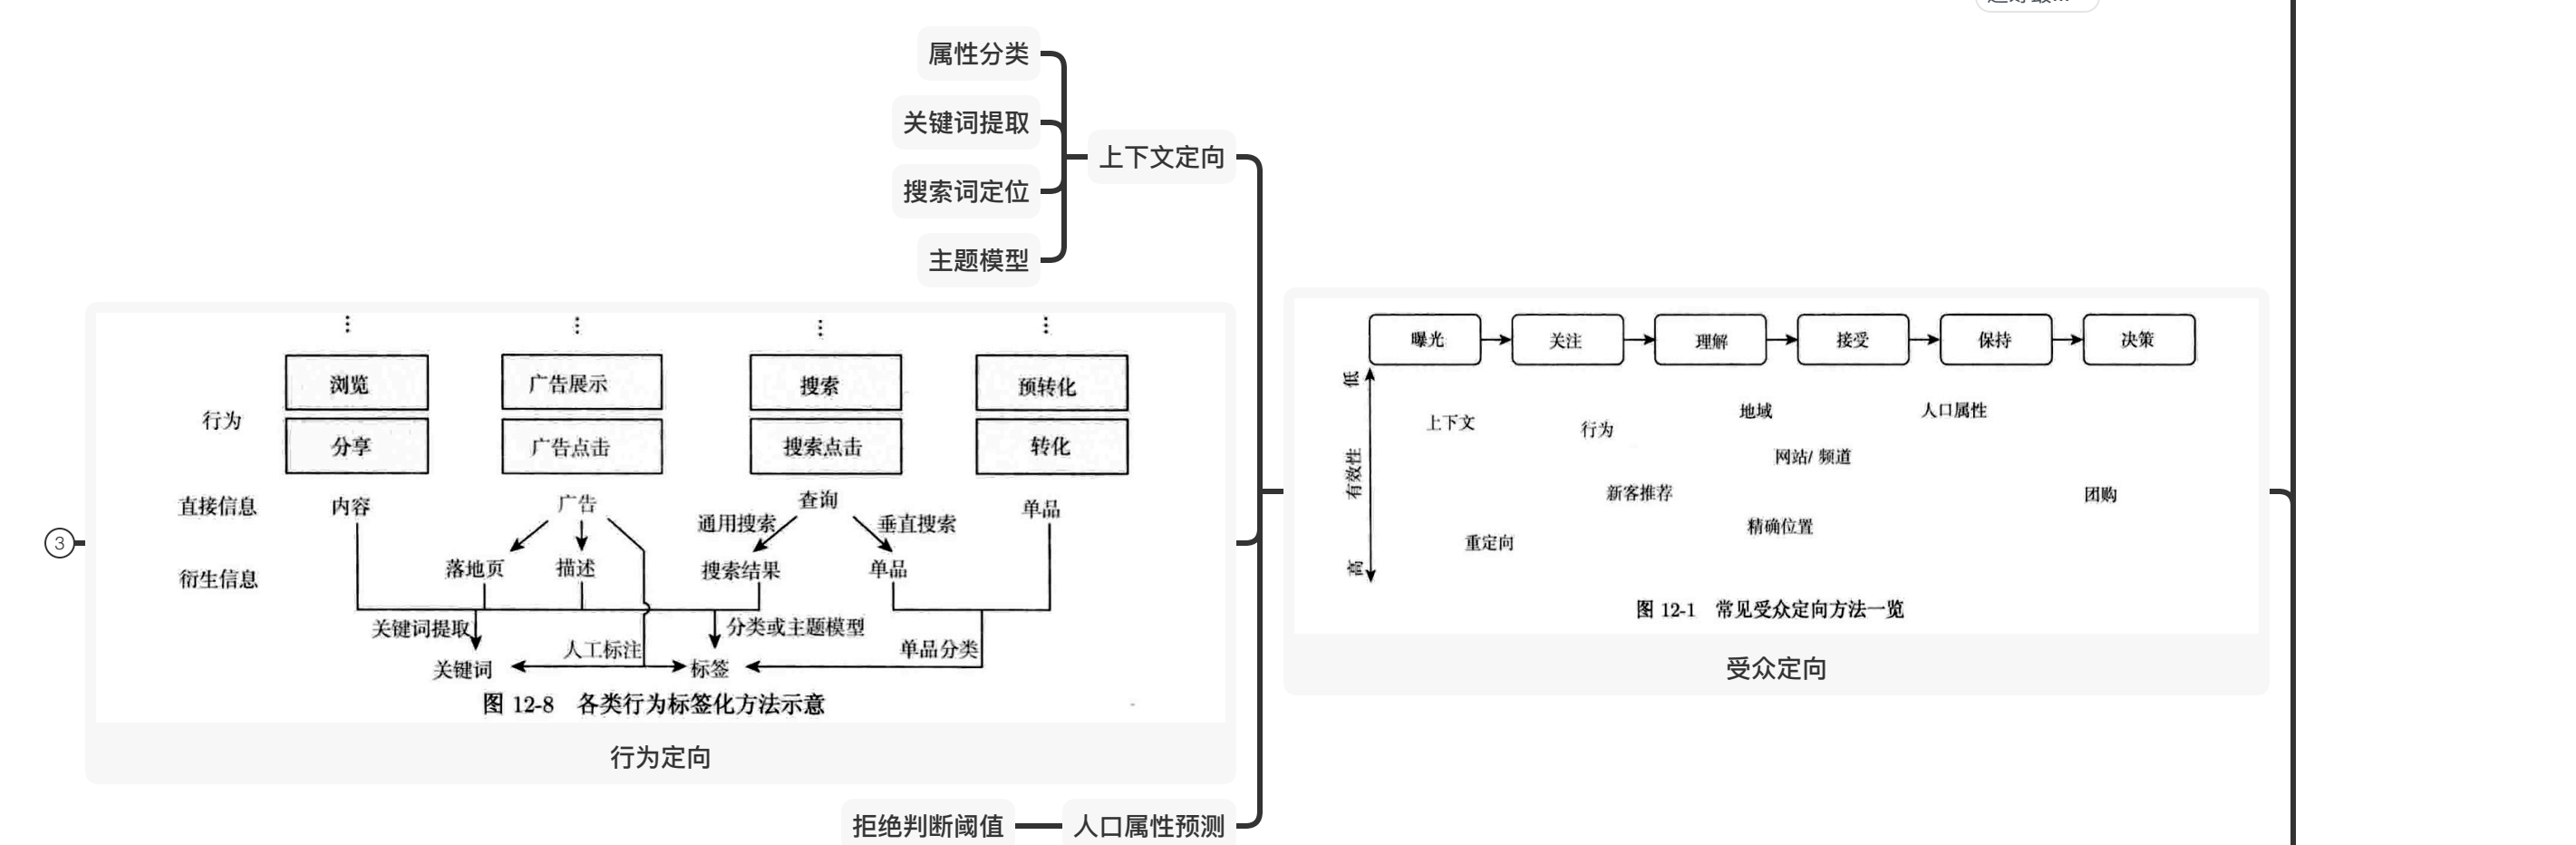 属性分类
关键词提取
搜索词定位
主题模型
上下文定向
浏览
广告展示
搜索
预转化
行为
分享
广告点击
搜索点击
转化
直接信息
内容
广告
查询
单品
通用搜索
垂直搜索
衍生信息
落地页
描述
搜索结果
单品
关键词提取
分类或主题模型
人工标注
单品分类
关键词
标签
图 12-8 各类行为标签化方法示意
行为定向
3
拒绝判断阈值
人口属性预测
曝光
关注
理解
接受
保持
决策
低
有效性
高
上下文
行为
地域
人口属性
网站/ 频道
新客推荐
团购
精确位置
重定向
图 12-1 常见受众定向方法一览
受众定向